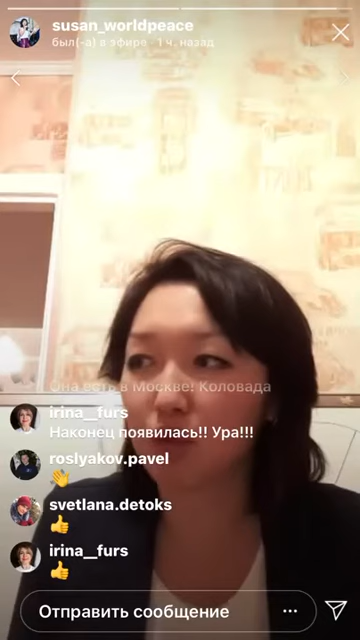 susan_worldpeace
был(-а) в эфире · 1 ч. назад
Она есть в Москве! Коловада
irina__furs
Наконец появилась!! Ура!!!
roslyakov.pavel
👋
svetlana.detoks
👍
irina__furs
👍
Отправить сообщение